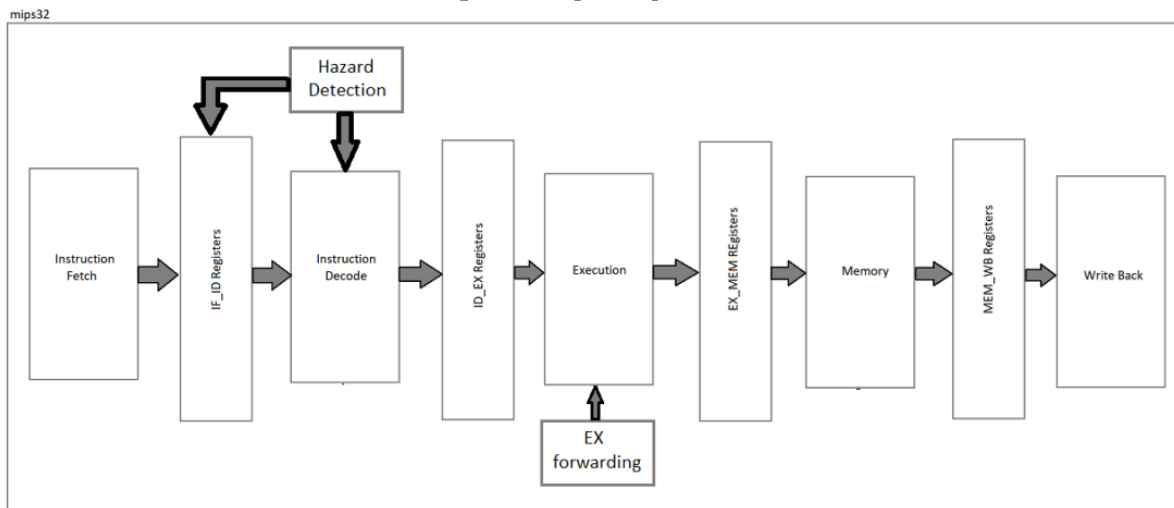 mips32
Hazard
Detection
Instruction
Fetch
IF_ID Registers
Instruction
Decode
ID_EX Registers
Execution
EX_MEM REgisters
Memory
MEM_WB Registers
Write Back
EX
forwarding